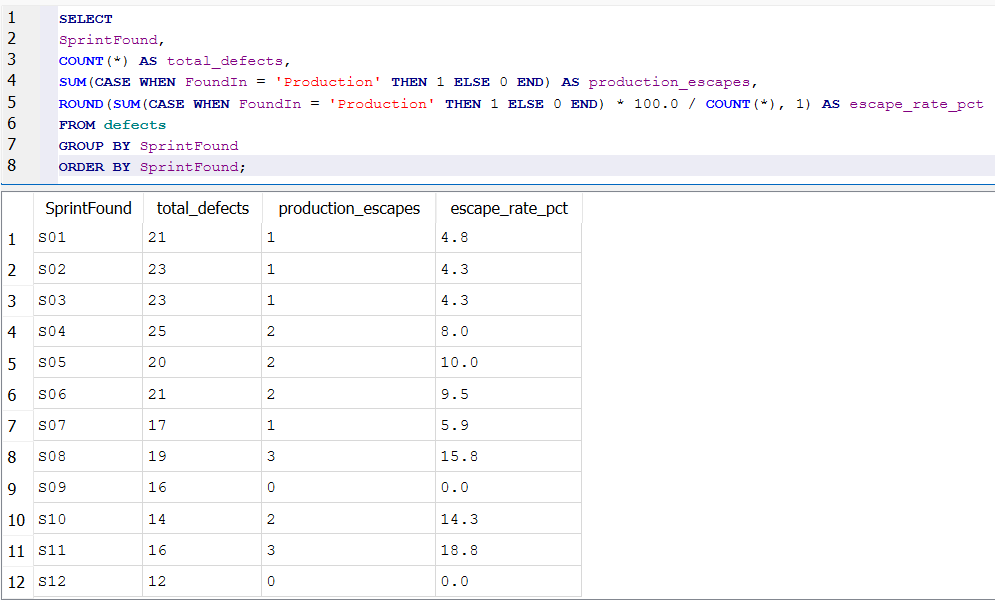 1 SELECT
2 SprintFound,
3 COUNT(*) AS total_defects,
4 SUM(CASE WHEN FoundIn = 'Production' THEN 1 ELSE 0 END) AS production_escapes,
5 ROUND(SUM(CASE WHEN FoundIn = 'Production' THEN 1 ELSE 0 END) * 100.0 / COUNT(*), 1) AS escape_rate_pct
6 FROM defects
7 GROUP BY SprintFound
8 ORDER BY SprintFound;
SprintFound total_defects production_escapes escape_rate_pct
1 S01 21 1 4.8
2 S02 23 1 4.3
3 S03 23 1 4.3
4 S04 25 2 8.0
5 S05 20 2 10.0
6 S06 21 2 9.5
7 S07 17 1 5.9
8 S08 19 3 15.8
9 S09 16 0 0.0
10 S10 14 2 14.3
11 S11 16 3 18.8
12 S12 12 0 0.0